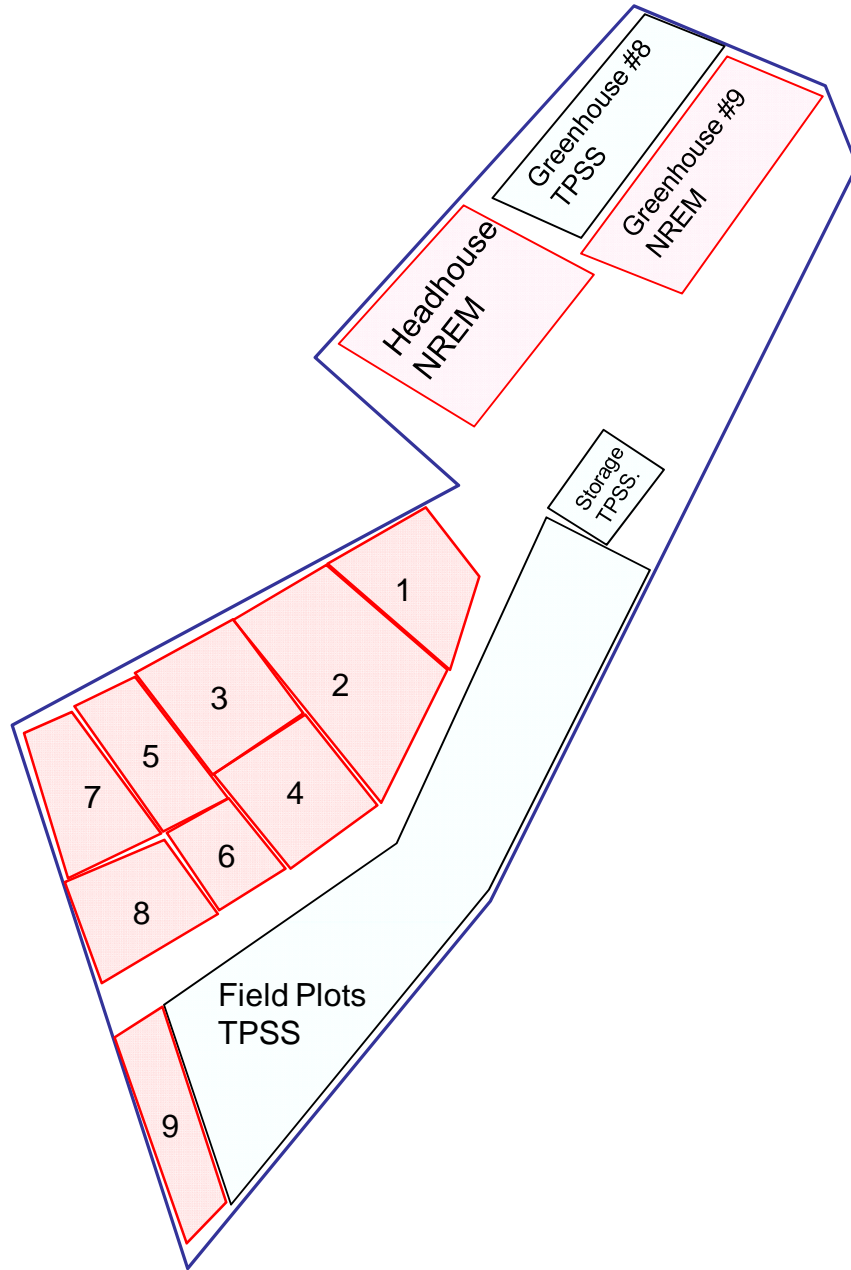 Greenhouse #8
TPSS
Greenhouse #9
NREM
Headhouse
NREM
Storage
TPSS.
1
2
3
4
5
6
7
8
Field Plots
TPSS
9